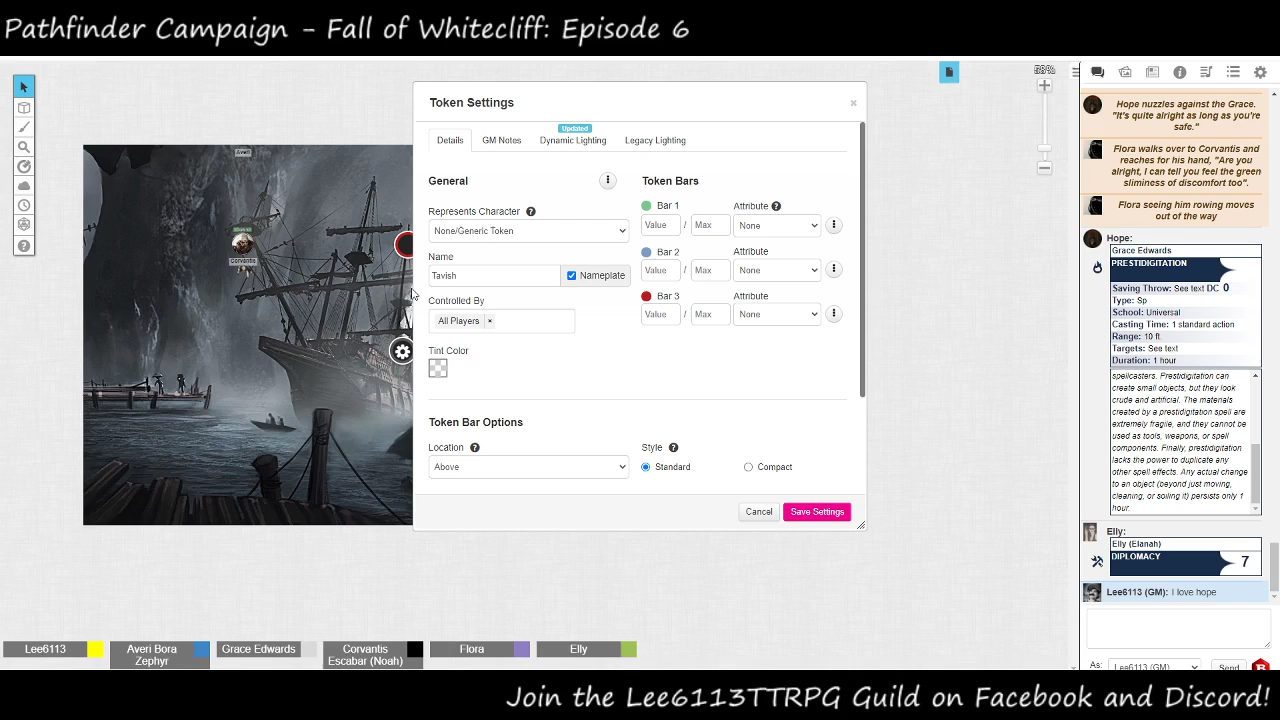 Pathfinder Campaign - Fall of Whitecliff: Episode 6
59%
Token Settings
×
Updated
Details
GM Notes
Dynamic Lighting
Legacy Lighting
General
Represents Character
None/Generic Token
Name
Tavish
Nameplate
Controlled By
All Players ×
Tint Color
Token Bars
Bar 1
Attribute
Value / Max
None
Bar 2
Attribute
Value / Max
None
Bar 3
Attribute
Value / Max
None
Token Bar Options
Location
Above
Style
Standard
Compact
Cancel
Save Settings
Averi
Corvantis
Hope nuzzles against the Grace.
"It's quite alright as long as you're
safe."
Flora walks over to Corvantis and
reaches for his hand, "Are you
alright, I can tell you feel the green
sliminess of discomfort too".
Flora seeing him rowing moves
out of the way
Hope:
Grace Edwards
PRESTIDIGITATION
Saving Throw: See text DC 0
Type: Sp
School: Universal
Casting Time: 1 standard action
Range: 10 ft.
Targets: See text
Duration: 1 hour
spellcasters. Prestidigitation can
create small objects, but they look
crude and artificial. The materials
created by a prestidigitation spell are
extremely fragile, and they cannot be
used as tools, weapons, or spell
components. Finally, prestidigitation
lacks the power to duplicate any
other spell effects. Any actual change
to an object (beyond just moving,
cleaning, or soiling it) persists only 1
hour.
Elly:
Elly (Elanah)
DIPLOMACY
7
Lee6113 (GM): I love hope
As:
Lee6113 (GM)
Send
Lee6113
Averi Bora
Zephyr
Grace Edwards
Corvantis
Escabar (Noah)
Flora
Elly
Join the Lee6113TTRPG Guild on Facebook and Discord!